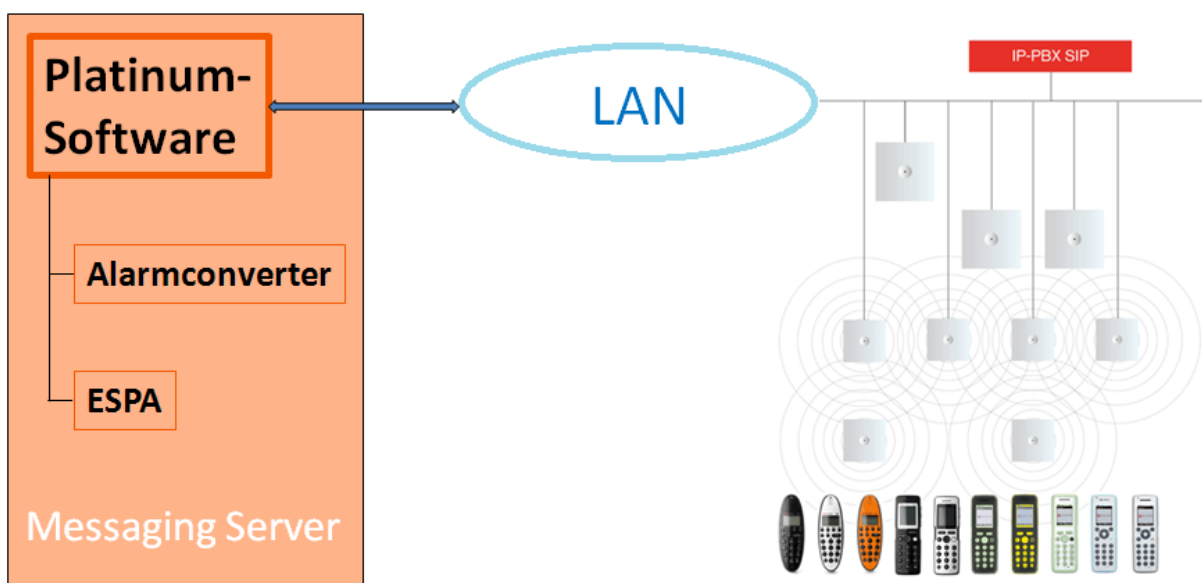 Platinum-
Software
LAN
IP-PBX SIP
Alarmconverter
ESPA
Messaging Server